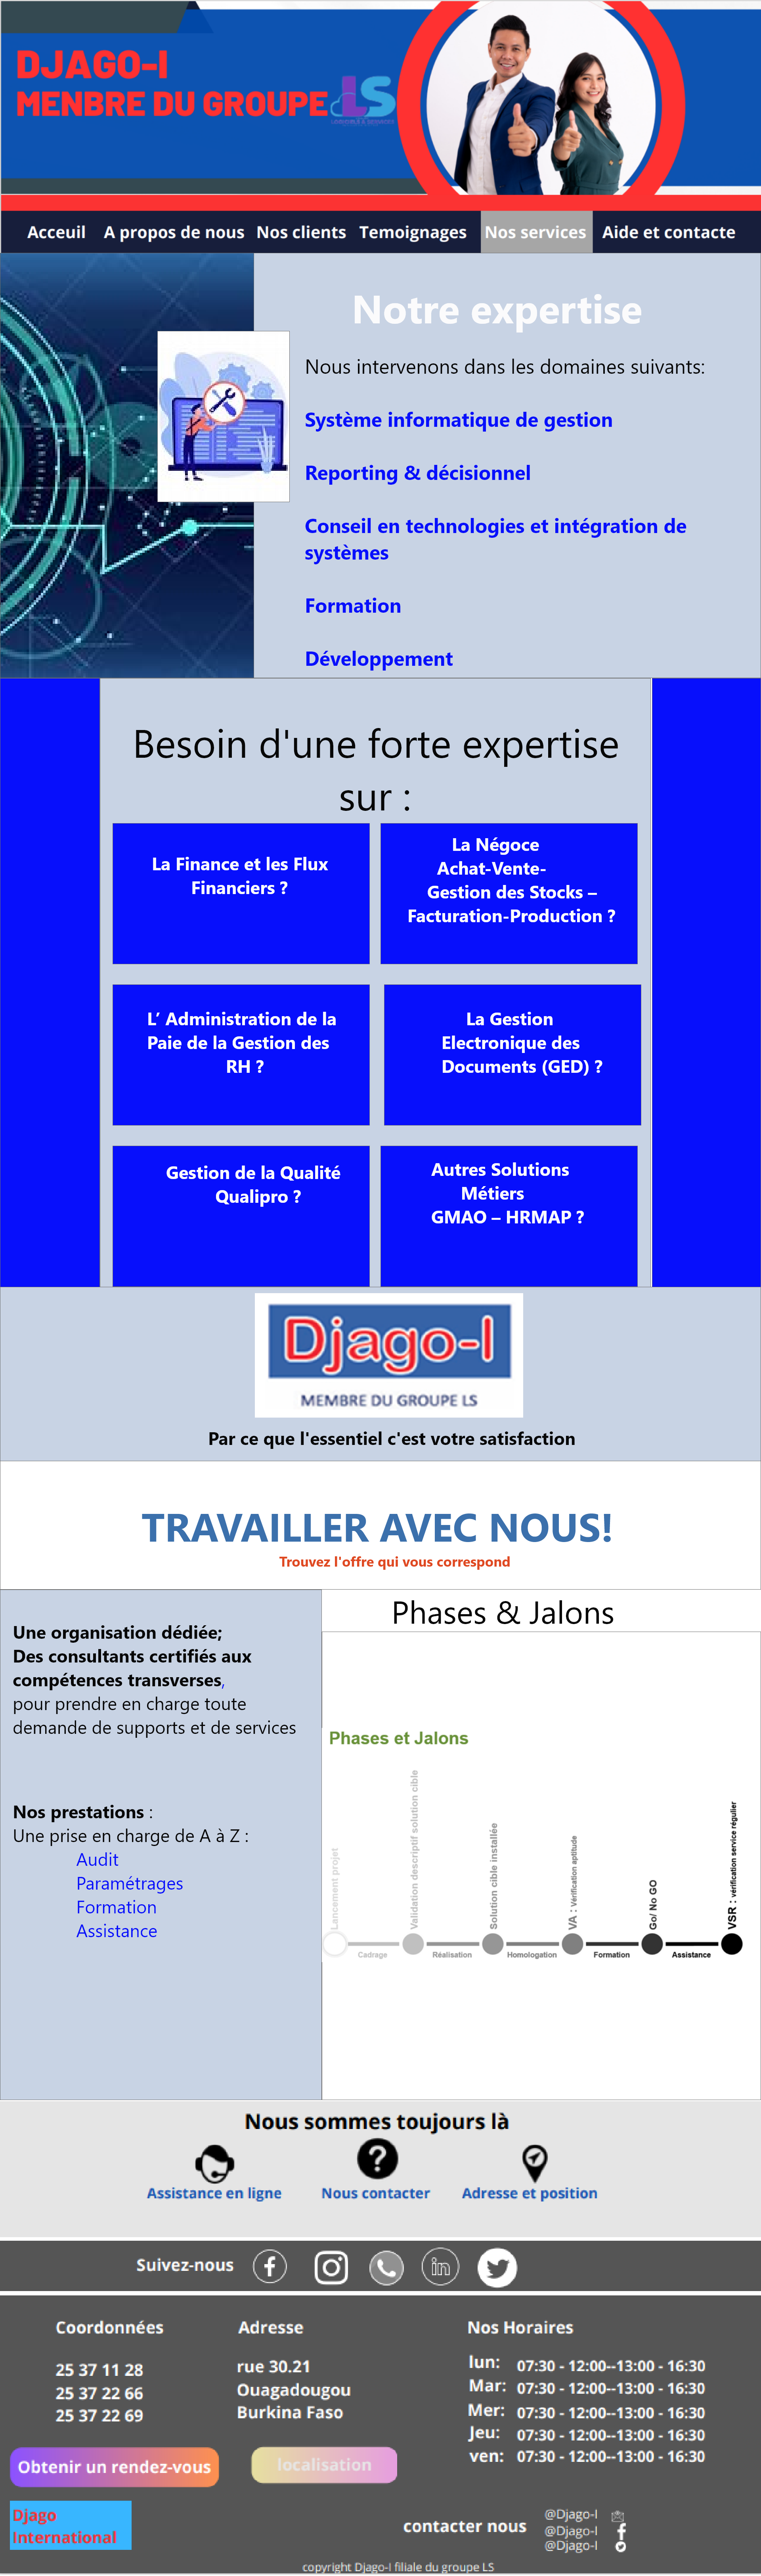 DJAGO-I
MENBRE DU GROUPE LS
Acceuil A propos de nous Nos clients Temoignages Nos services Aide et contacte
Notre expertise
Nous intervenons dans les domaines suivants:
Système informatique de gestion
Reporting & décisionnel
Conseil en technologies et intégration de
systèmes
Formation
Développement
Besoin d'une forte expertise
sur :
La Finance et les Flux
Financiers ?
La Négoce
Achat-Vente-
Gestion des Stocks –
Facturation-Production ?
L’ Administration de la
Paie de la Gestion des
RH ?
La Gestion
Electronique des
Documents (GED) ?
Gestion de la Qualité
Qualipro ?
Autres Solutions
Métiers
GMAO – HRMAP ?
Djago-I
MEMBRE DU GROUPE LS
Par ce que l'essentiel c'est votre satisfaction
TRAVAILLER AVEC NOUS!
Trouvez l'offre qui vous correspond
Une organisation dédiée;
Des consultants certifiés aux
compétences transverses,
pour prendre en charge toute
demande de supports et de services
Nos prestations :
Une prise en charge de A à Z :
Audit
Paramétrages
Formation
Assistance
Phases & Jalons
Phases et Jalons
Lancement projet
Validation descriptif solution cible
Solution cible installée
VA : Vérification aptitude
Go/ No GO
VSR : vérification service régulier
Cadrage Réalisation Homologation Formation Assistance
Nous sommes toujours là
Assistance en ligne Nous contacter Adresse et position
Suivez-nous
Coordonnées
25 37 11 28
25 37 22 66
25 37 22 69
Adresse
rue 30.21
Ouagadougou
Burkina Faso
Nos Horaires
lun: 07:30 - 12:00--13:00 - 16:30
Mar: 07:30 - 12:00--13:00 - 16:30
Mer: 07:30 - 12:00--13:00 - 16:30
Jeu: 07:30 - 12:00--13:00 - 16:30
ven: 07:30 - 12:00--13:00 - 16:30
Obtenir un rendez-vous
localisation
Djago
International
contacter nous
@Djago-I
@Djago-I
@Djago-I
copyright Djago-I filiale du groupe LS